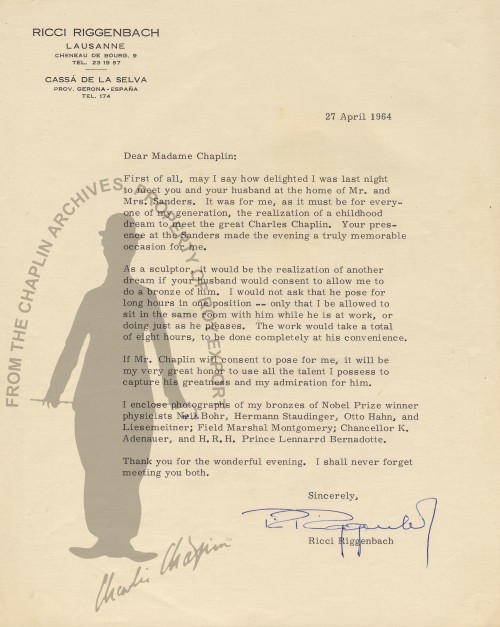 RICCI RIGGENBACH
LAUSANNE
CHENEAU DE BOURG. 9
TEL. 23 19 57
CASSÁ DE LA SELVA
PROV. GERONA - ESPAÑA
TEL. 174
27 April 1964
Dear Madame Chaplin:
First of all, may I say how delighted I was last night
to meet you and your husband at the home of Mr. and
Mrs. Sanders. It was for me, as it must be for every-
one of my generation, the realization of a childhood
dream to meet the great Charles Chaplin. Your pres-
ence at the Sanders made the evening a truly memorable
occasion for me.
As a sculptor, it would be the realization of another
dream if your husband would consent to allow me to
do a bronze of him. I would not ask that he pose for
long hours in one position -- only that I be allowed to
sit in the same room with him while he is at work, or
doing just as he pleases. The work would take a total
of eight hours, to be done completely at his convenience.
If Mr. Chaplin will consent to pose for me, it will be
my very great honor to use all the talent I possess to
capture his greatness and my admiration for him.
I enclose photographs of my bronzes of Nobel Prize winner
physicists Neil Bohr, Hermann Staudinger, Otto Hahn, and
Liesemeitner; Field Marshal Montgomery; Chancellor K.
Adenauer, and H. R. H. Prince Lennarrd Bernadotte.
Thank you for the wonderful evening. I shall never forget
meeting you both.
Sincerely,
Ricci Riggenbach
FROM THE CHAPLIN ARCHIVES, PROPERTY OF ROY EXPORT
Charlie Chaplin